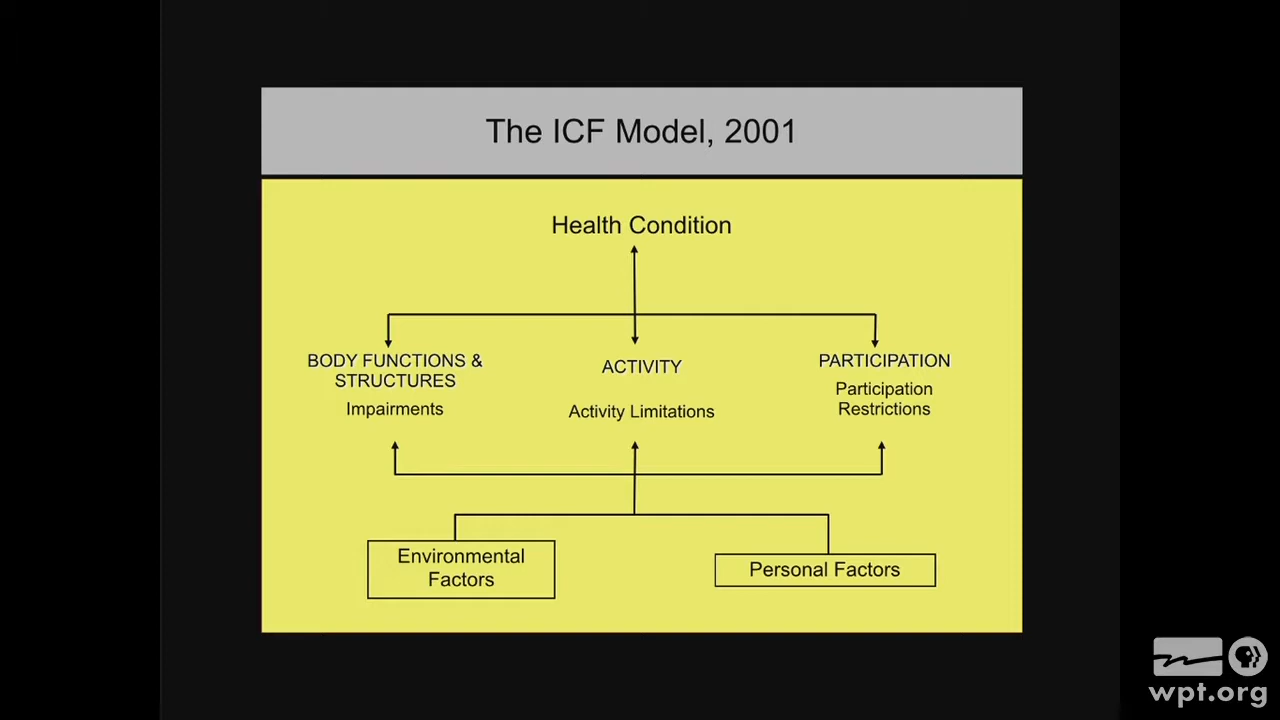 The ICF Model, 2001
Health Condition
BODY FUNCTIONS &
STRUCTURES
Impairments
ACTIVITY
Activity Limitations
PARTICIPATION
Participation
Restrictions
Environmental
Factors
Personal Factors
wpt.org